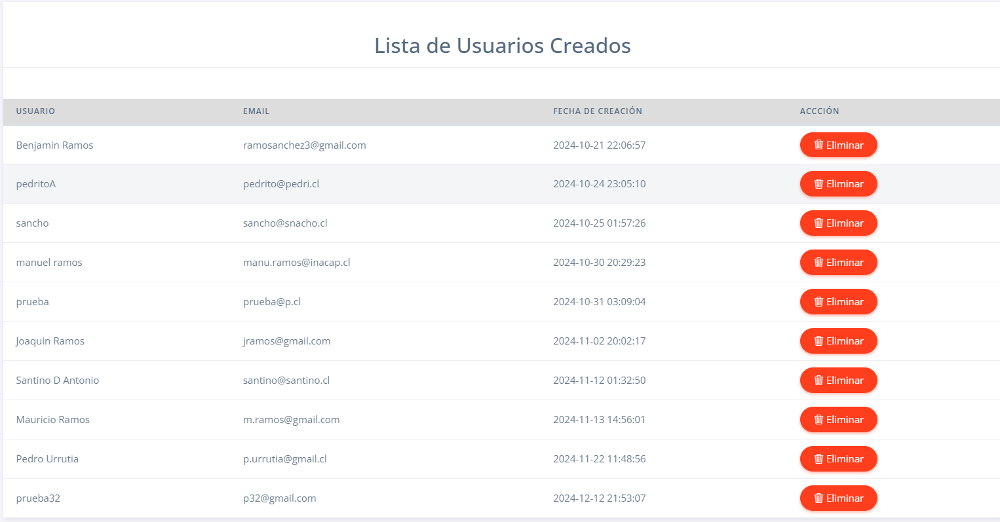 Lista de Usuarios Creados
USUARIO EMAIL FECHA DE CREACIÓN ACCCIÓN
Benjamin Ramos ramosanchez3@gmail.com 2024-10-21 22:06:57 Eliminar
pedritoA pedrito@pedri.cl 2024-10-24 23:05:10 Eliminar
sancho sancho@snacho.cl 2024-10-25 01:57:26 Eliminar
manuel ramos manu.ramos@inacap.cl 2024-10-30 20:29:23 Eliminar
prueba prueba@p.cl 2024-10-31 03:09:04 Eliminar
Joaquin Ramos jramos@gmail.com 2024-11-02 20:02:17 Eliminar
Santino D Antonio santino@santino.cl 2024-11-12 01:32:50 Eliminar
Mauricio Ramos m.ramos@gmail.com 2024-11-13 14:56:01 Eliminar
Pedro Urrutia p.urrutia@gmail.cl 2024-11-22 11:48:56 Eliminar
prueba32 p32@gmail.com 2024-12-12 21:53:07 Eliminar